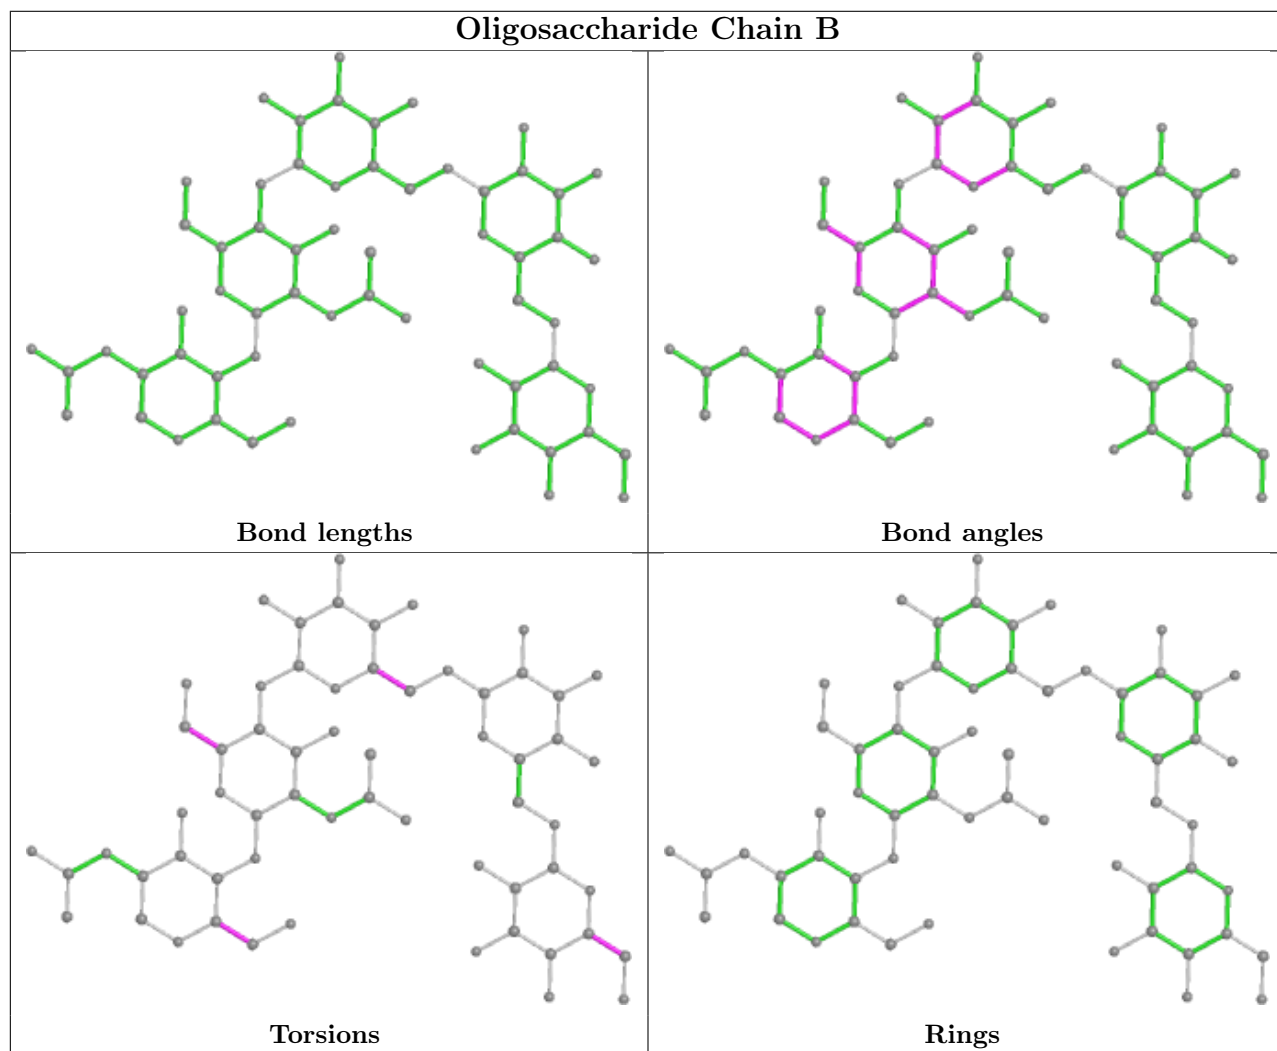 Oligosaccharide Chain B
Bond lengths
Bond angles
Torsions
Rings